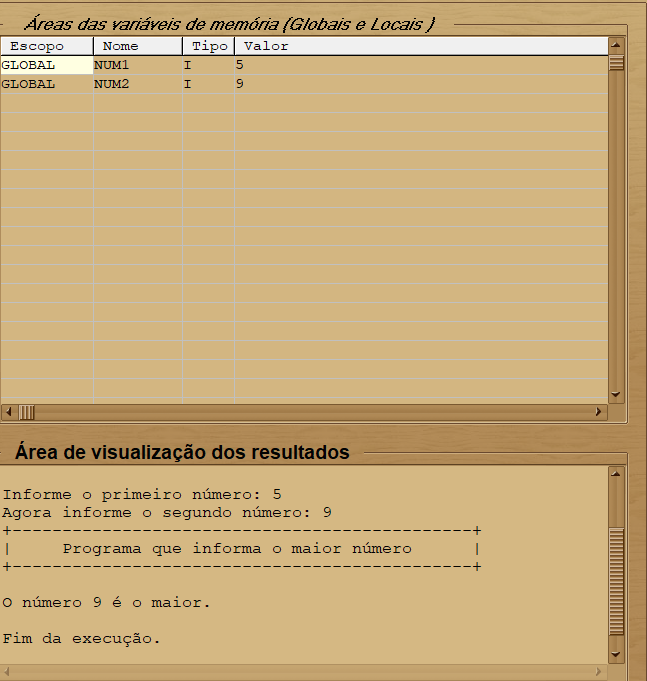 Áreas das variáveis de memória (Globais e Locais )
Escopo Nome Tipo Valor
GLOBAL NUM1 I 5
GLOBAL NUM2 I 9
Área de visualização dos resultados
Informe o primeiro número: 5
Agora informe o segundo número: 9
+----------------------------------------------+
|     Programa que informa o maior número      |
+----------------------------------------------+
O número 9 é o maior.
Fim da execução.